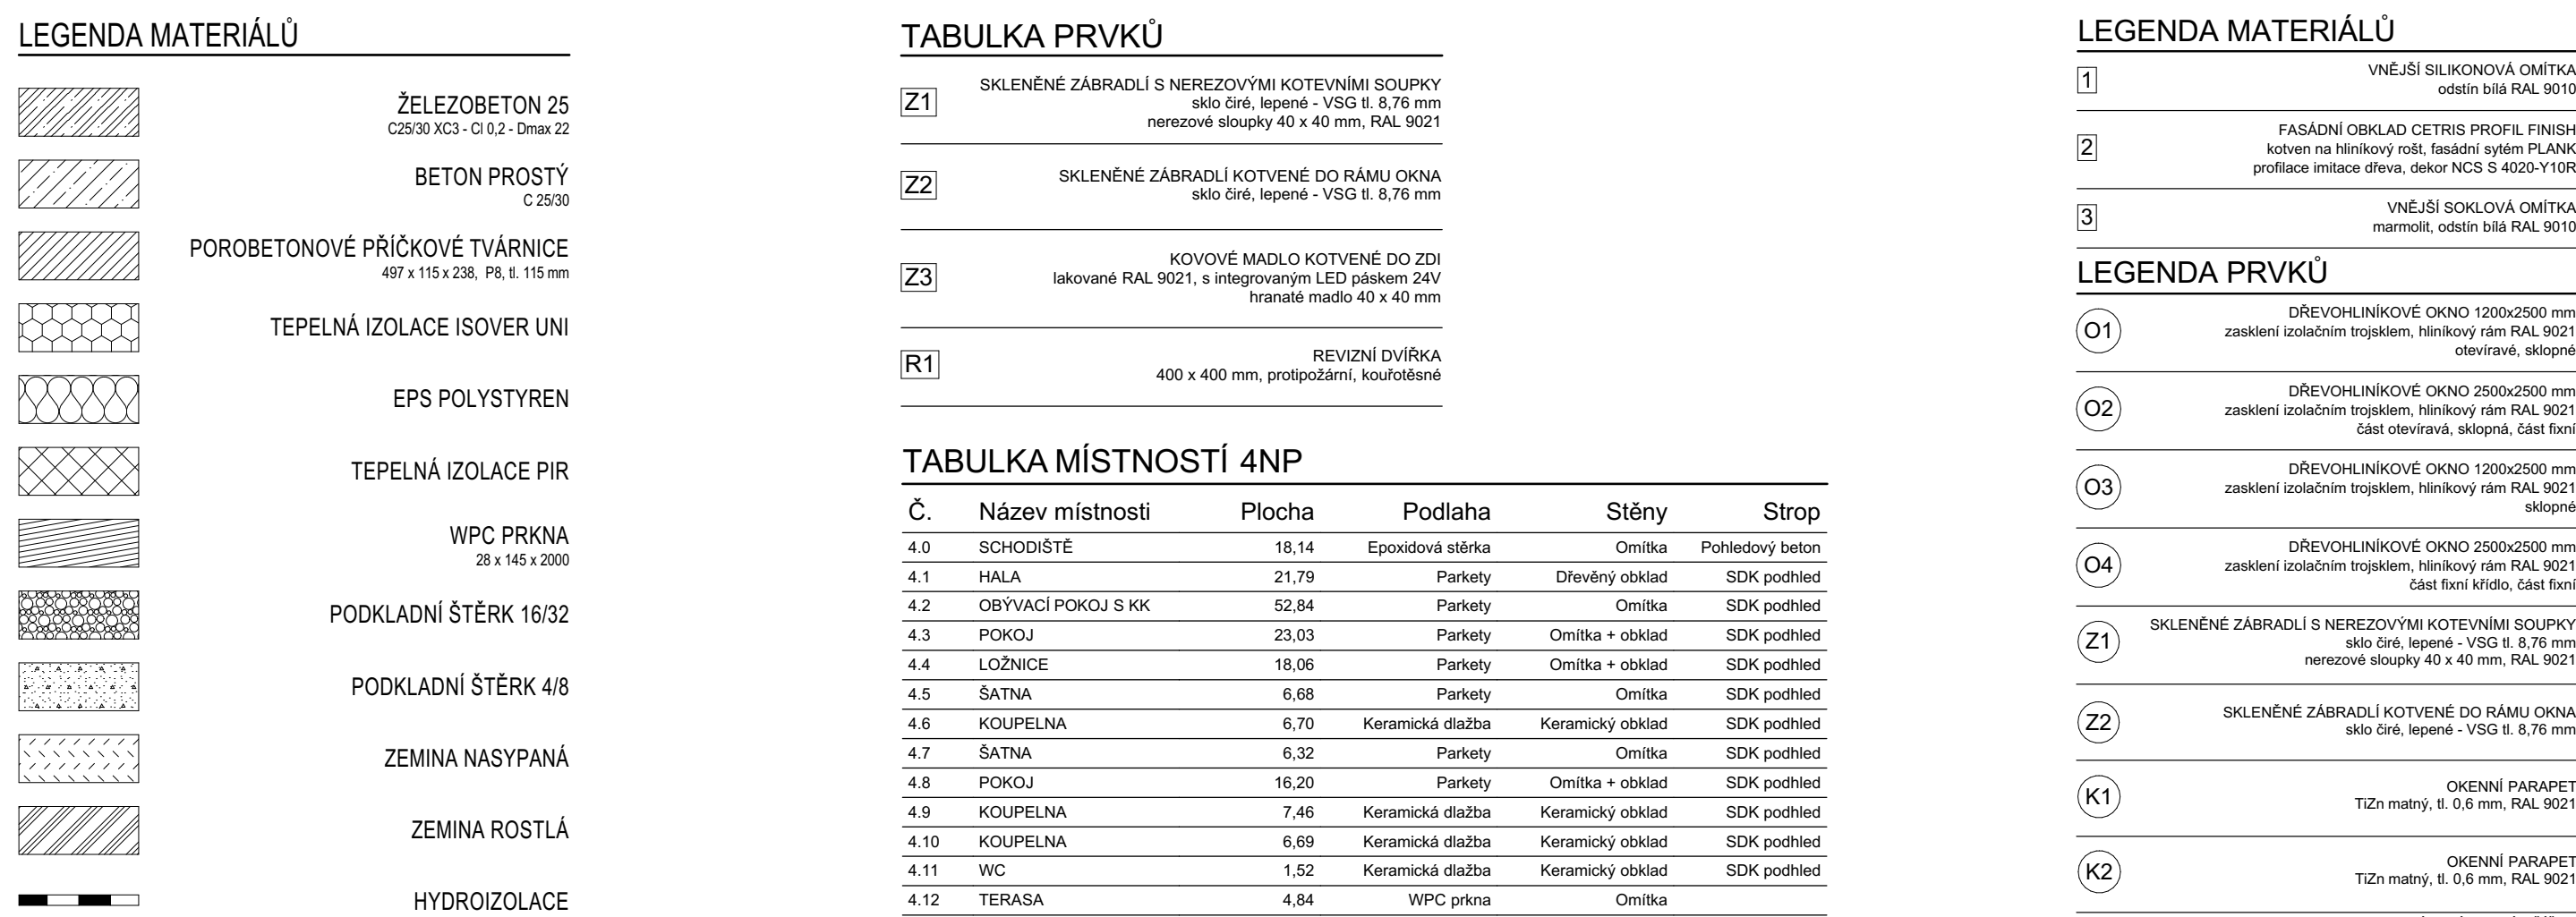 LEGENDA MATERIÁLŮ
ŽELEZOBETON 25
C25/30 XC3 - Cl 0,2 - Dmax 22
BETON PROSTÝ
C 25/30
POROBETONOVÉ PŘÍČKOVÉ TVÁRNICE
497 x 115 x 238, P8, tl. 115 mm
TEPELNÁ IZOLACE ISOVER UNI
EPS POLYSTYREN
TEPELNÁ IZOLACE PIR
WPC PRKNA
28 x 145 x 2000
PODKLADNÍ ŠTĚRK 16/32
PODKLADNÍ ŠTĚRK 4/8
ZEMINA NASYPANÁ
ZEMINA ROSTLÁ
HYDROIZOLACE
TABULKA PRVKŮ
Z1
SKLENĚNÉ ZÁBRADLÍ S NEREZOVÝMI KOTEVNÍMI SOUPKY
sklo čiré, lepené - VSG tl. 8,76 mm
nerezové sloupky 40 x 40 mm, RAL 9021
Z2
SKLENĚNÉ ZÁBRADLÍ KOTVENÉ DO RÁMU OKNA
sklo čiré, lepené - VSG tl. 8,76 mm
Z3
KOVOVÉ MADLO KOTVENÉ DO ZDI
lakované RAL 9021, s integrovaným LED páskem 24V
hranaté madlo 40 x 40 mm
R1
REVIZNÍ DVÍŘKA
400 x 400 mm, protipožární, kouřotěsné
TABULKA MÍSTNOSTÍ 4NP
Č. Název místnosti Plocha Podlaha Stěny Strop
4.0 SCHODIŠTĚ 18,14 Epoxidová stěrka Omítka Pohledový beton
4.1 HALA 21,79 Parkety Dřevěný obklad SDK podhled
4.2 OBÝVACÍ POKOJ S KK 52,84 Parkety Omítka SDK podhled
4.3 POKOJ 23,03 Parkety Omítka + obklad SDK podhled
4.4 LOŽNICE 18,06 Parkety Omítka + obklad SDK podhled
4.5 ŠATNA 6,68 Parkety Omítka SDK podhled
4.6 KOUPELNA 6,70 Keramická dlažba Keramický obklad SDK podhled
4.7 ŠATNA 6,32 Parkety Omítka SDK podhled
4.8 POKOJ 16,20 Parkety Omítka + obklad SDK podhled
4.9 KOUPELNA 7,46 Keramická dlažba Keramický obklad SDK podhled
4.10 KOUPELNA 6,69 Keramická dlažba Keramický obklad SDK podhled
4.11 WC 1,52 Keramická dlažba Keramický obklad SDK podhled
4.12 TERASA 4,84 WPC prkna Omítka
LEGENDA MATERIÁLŮ
1
VNĚJŠÍ SILIKONOVÁ OMÍTKA
odstín bílá RAL 9010
2
FASÁDNÍ OBKLAD CETRIS PROFIL FINISH
kotven na hliníkový rošt, fasádní sytém PLANK
profilace imitace dřeva, dekor NCS S 4020-Y10R
3
VNĚJŠÍ SOKLOVÁ OMÍTKA
marmolit, odstín bílá RAL 9010
LEGENDA PRVKŮ
O1
DŘEVOHLINÍKOVÉ OKNO 1200x2500 mm
zasklení izolačním trojsklem, hliníkový rám RAL 9021
otevíravé, sklopné
O2
DŘEVOHLINÍKOVÉ OKNO 2500x2500 mm
zasklení izolačním trojsklem, hliníkový rám RAL 9021
část otevíravá, sklopná, část fixní
O3
DŘEVOHLINÍKOVÉ OKNO 1200x2500 mm
zasklení izolačním trojsklem, hliníkový rám RAL 9021
sklopné
O4
DŘEVOHLINÍKOVÉ OKNO 2500x2500 mm
zasklení izolačním trojsklem, hliníkový rám RAL 9021
část fixní křídlo, část fixní
Z1
SKLENĚNÉ ZÁBRADLÍ S NEREZOVÝMI KOTEVNÍMI SOUPKY
sklo čiré, lepené - VSG tl. 8,76 mm
nerezové sloupky 40 x 40 mm, RAL 9021
Z2
SKLENĚNÉ ZÁBRADLÍ KOTVENÉ DO RÁMU OKNA
sklo čiré, lepené - VSG tl. 8,76 mm
K1
OKENNÍ PARAPET
TiZn matný, tl. 0,6 mm, RAL 9021
K2
OKENNÍ PARAPET
TiZn matný, tl. 0,6 mm, RAL 9021